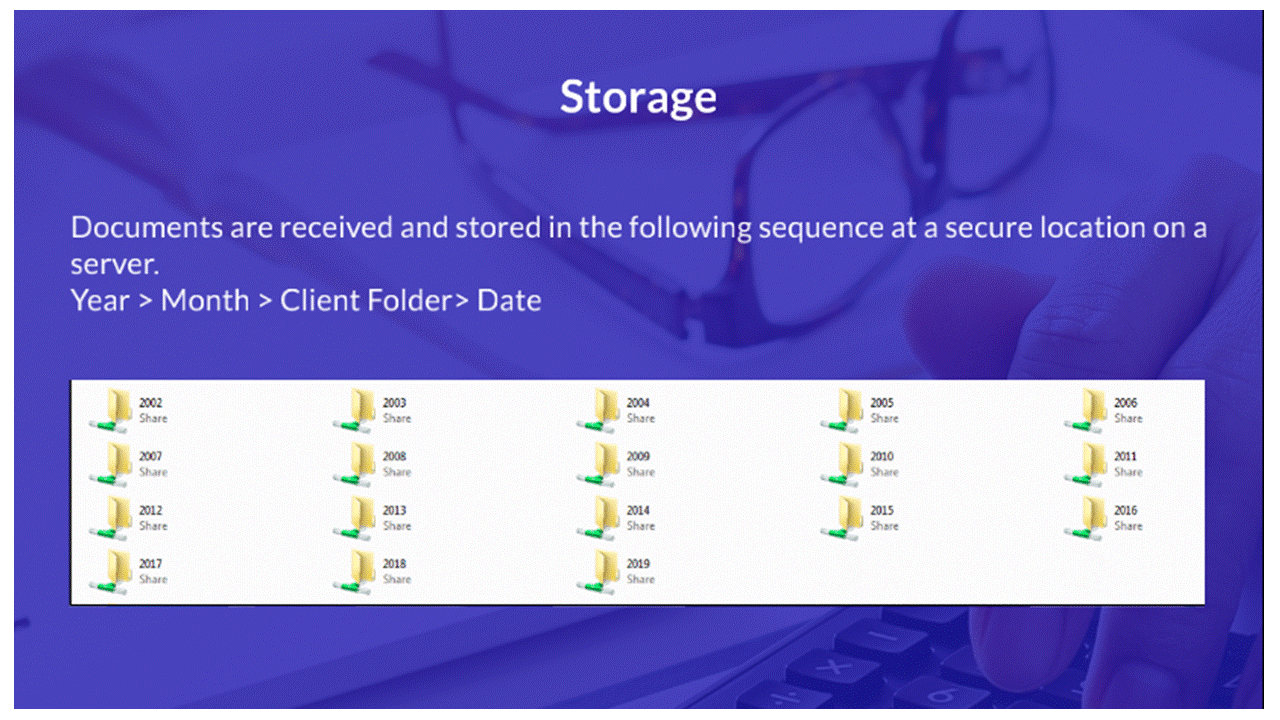 Storage
Documents are received and stored in the following sequence at a secure location on a
server.
Year > Month > Client Folder> Date
2002
Share
2003
Share
2004
Share
2005
Share
2006
Share
2007
Share
2008
Share
2009
Share
2010
Share
2011
Share
2012
Share
2013
Share
2014
Share
2015
Share
2016
Share
2017
Share
2018
Share
2019
Share
−
×
÷
6